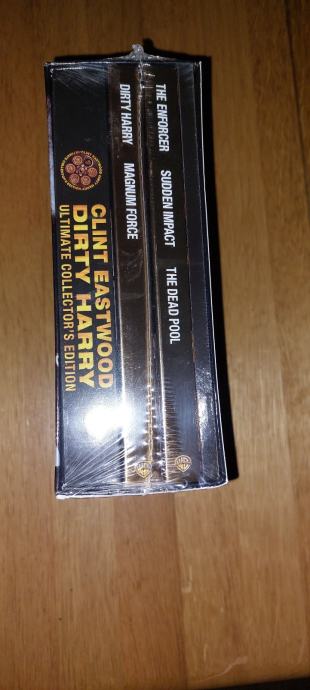 CLINT EASTWOOD
DIRTY HARRY
ULTIMATE COLLECTOR'S EDITION
DIRTY HARRY MAGNUM FORCE
THE ENFORCER SUDDEN IMPACT THE DEAD POOL